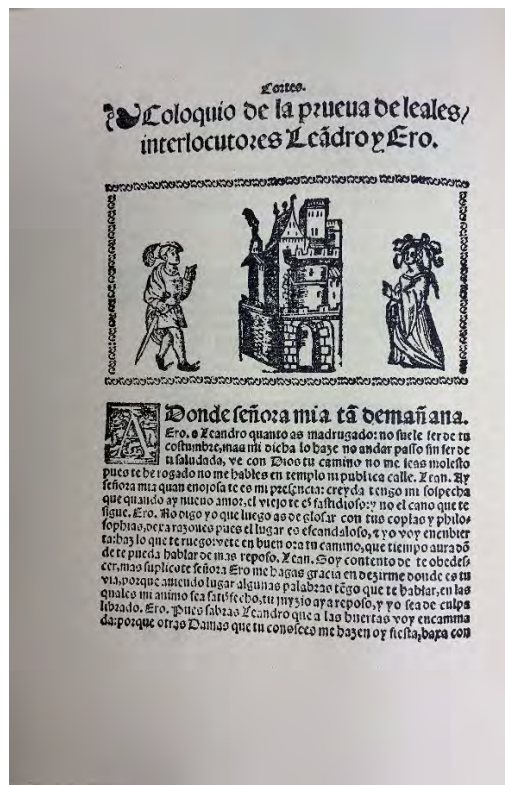 Cortes.
Coloquio de la prueua de leales/
interlocutores Leãdro y Ero.
ADonde señora mia tã demañana.
Ero. o Leandro quanto as madrugado: no suele ser de tu
costumbre, mas mi dicha lo haze no andar passo sin ser de
ti saludada, ve con Dios tu camino no me seas molesto
pues te he rogado no me hables en templo ni publica calle. Lean. Ay
señora mia quan enojosa te es mi presencia: creyda tengo mi sospecha
que quando ay nueuo amor, el viejo te es fastidioso: y no el cano que te
sigue. Ero. No digo yo que luego as de glosar con tus coplas y philo-
sophias, dexa razones pues el lugar es escandaloso, t yo voy encubier
ta: haz lo que te ruego: vete en buen ora tu camino, que tiempo aura dõ
de te pueda hablar de mas reposo. Lean. Soy contento de te obedes-
cer, mas suplico te señora Ero me hagas gracia en dezirme donde es tu
via, porque auiendo lugar algunas palabras tẽgo que te hablar, en las
quales mi animo sea satisfecho, tu juyzio aya reposo, y yo sea de culpa
librado. Ero. Pues sabras Leandro que a las huertas voy encamina
da: porque otras Damas que tu conosces me hazen oy fiesta, baxa con